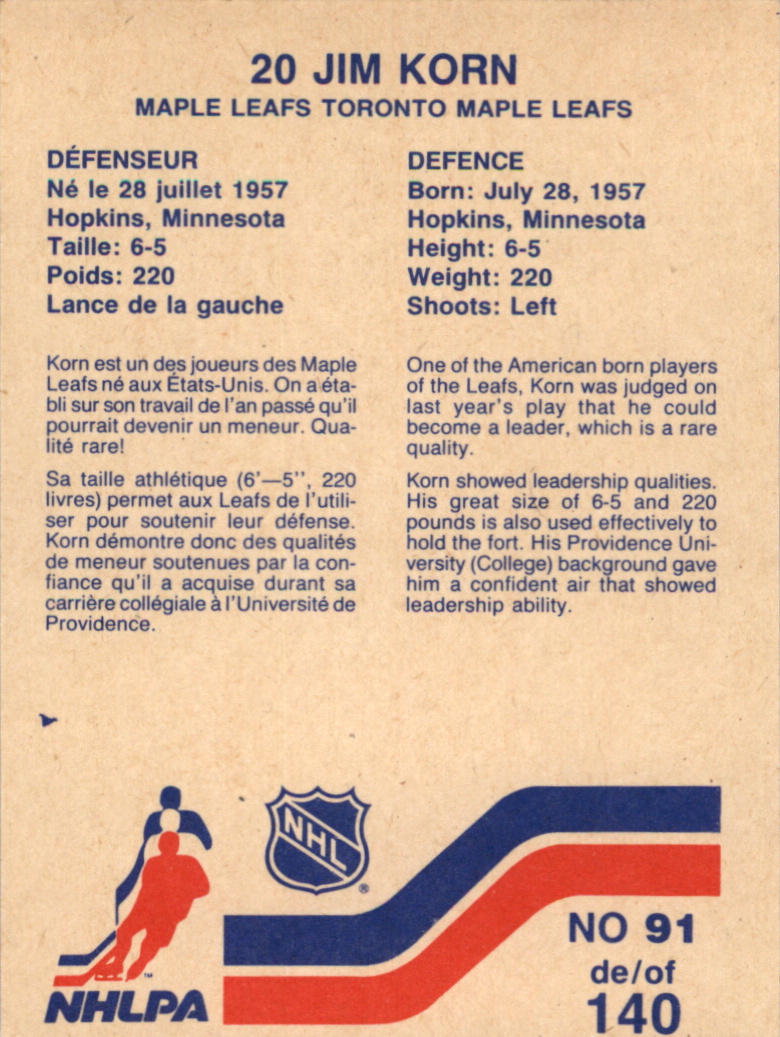 20 JIM KORN
MAPLE LEAFS TORONTO MAPLE LEAFS
DÉFENSEUR
Né le 28 juillet 1957
Hopkins, Minnesota
Taille: 6-5
Poids: 220
Lance de la gauche
Korn est un des joueurs des Maple
Leafs né aux États-Unis. On a éta-
bli sur son travail de l'an passé qu'il
pourrait devenir un meneur. Qua-
lité rare!
Sa taille athlétique (6'—5'', 220
livres) permet aux Leafs de l'utili-
ser pour soutenir leur défense.
Korn démontre donc des qualités
de meneur soutenues par la con-
fiance qu'il a acquise durant sa
carrière collégiale à l'Université de
Providence.
DEFENCE
Born: July 28, 1957
Hopkins, Minnesota
Height: 6-5
Weight: 220
Shoots: Left
One of the American born players
of the Leafs, Korn was judged on
last year's play that he could
become a leader, which is a rare
quality.
Korn showed leadership qualities.
His great size of 6-5 and 220
pounds is also used effectively to
hold the fort. His Providence Uni-
versity (College) background gave
him a confident air that showed
leadership ability.
NHL
®
™
NHLPA
NO 91
de/of
140